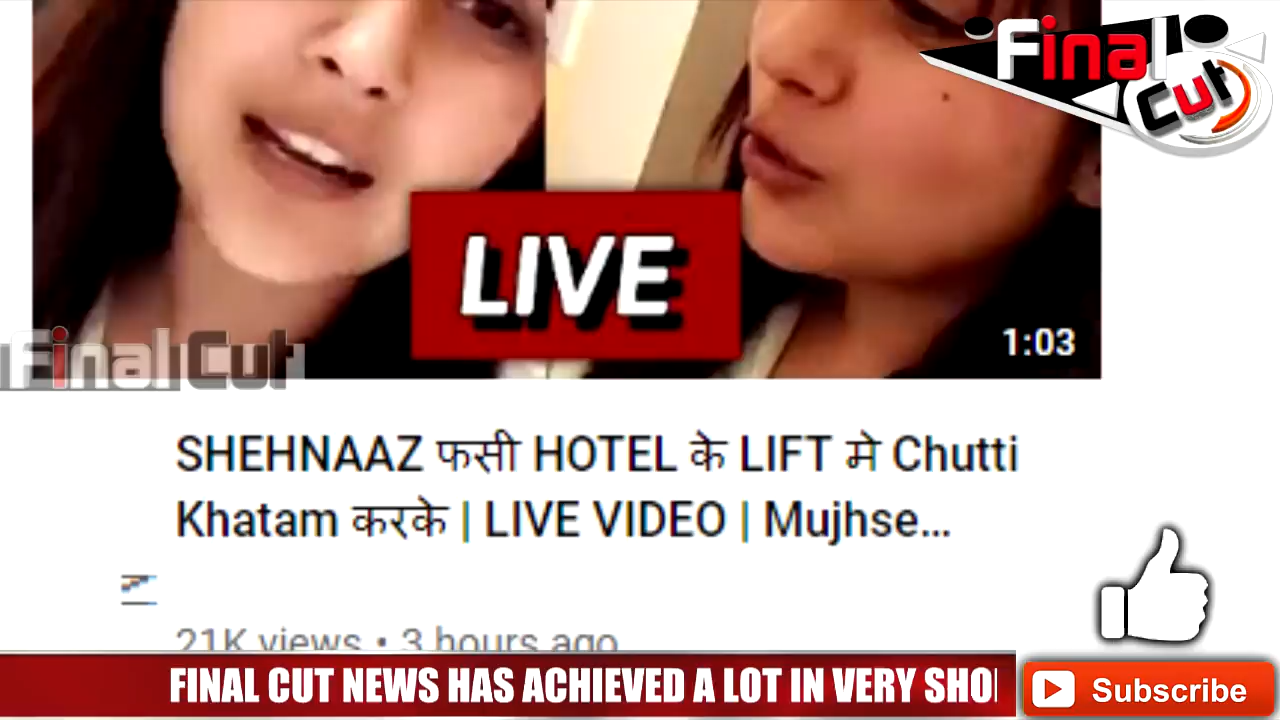 Final
Cut
LIVE
1:03
Final Cut
SHEHNAAZ फसी HOTEL के LIFT मे Chutti
Khatam करके | LIVE VIDEO | Mujhse...
21K views • 3 hours ago
FINAL CUT NEWS HAS ACHIEVED A LOT IN VERY SHO
Subscribe